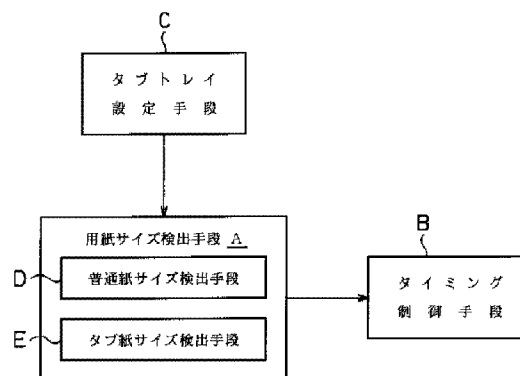 C
タブトレイ
設定手段
用紙サイズ検出手段 A
D
普通紙サイズ検出手段
E
タブ紙サイズ検出手段
B
タイミング
制御手段